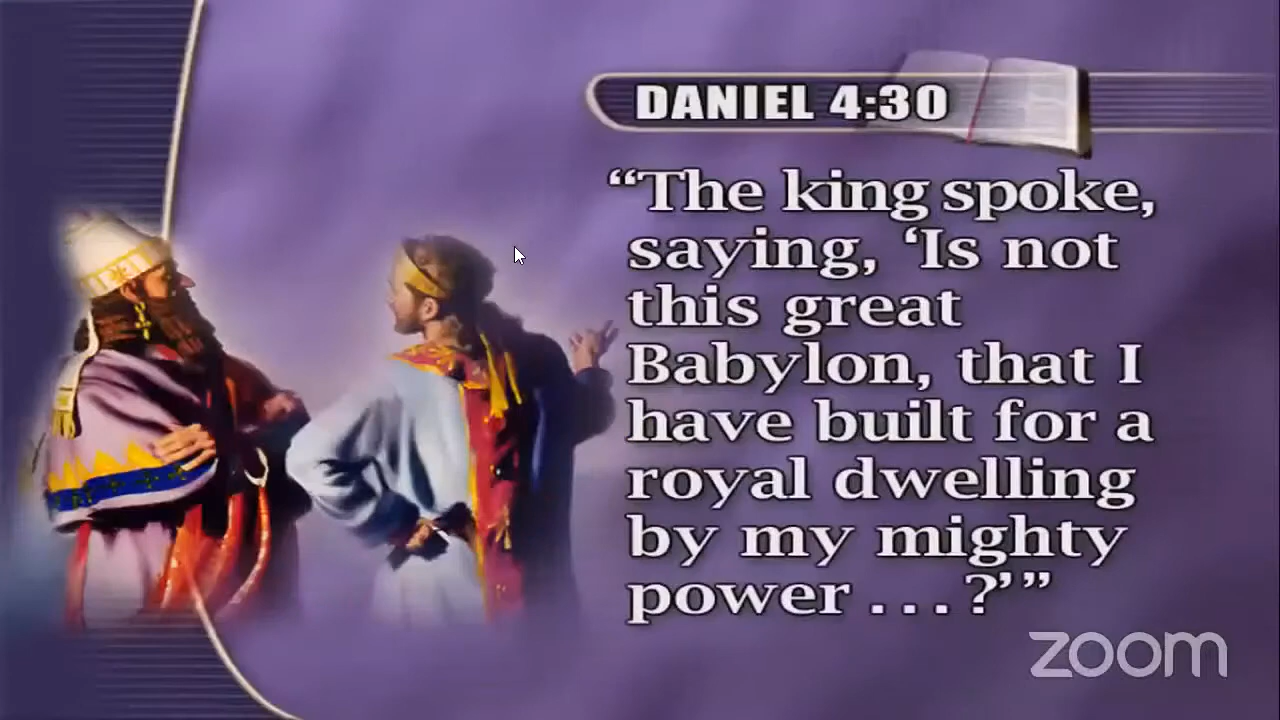 DANIEL 4:30
“The king spoke,
saying, ‘Is not
this great
Babylon, that I
have built for a
royal dwelling
by my mighty
power . . . ?’”
zoom